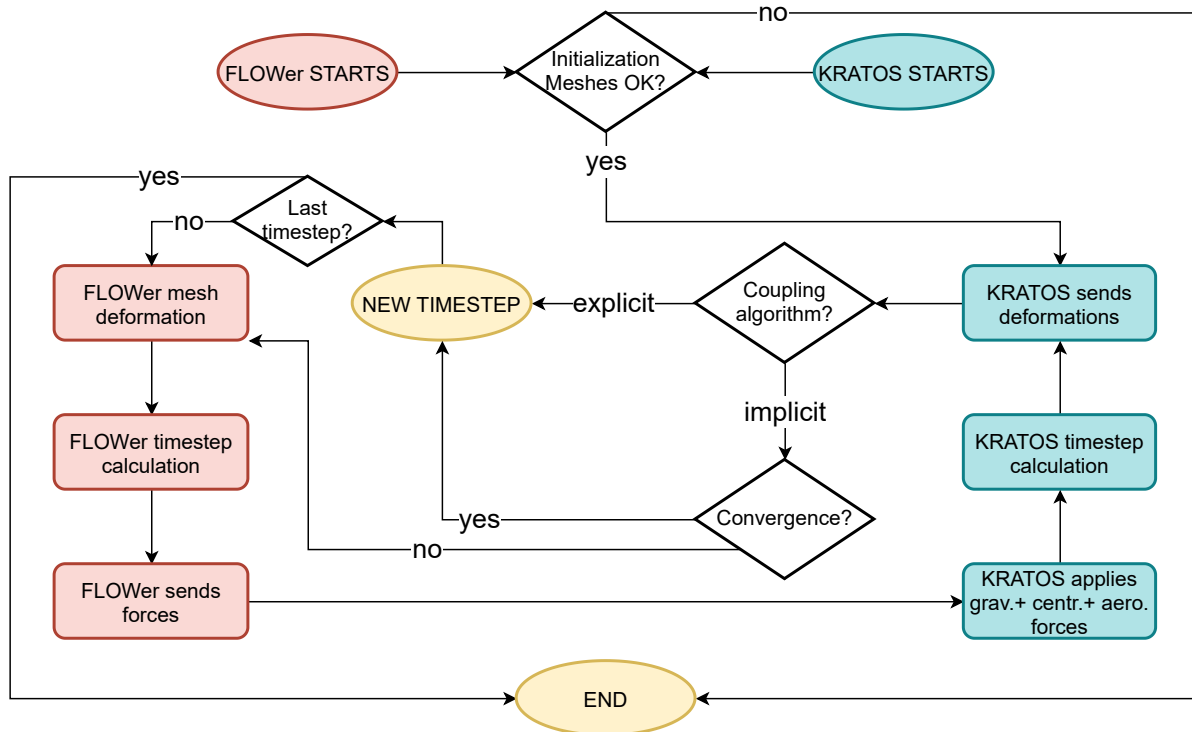 no
Initialization
Meshes OK?
FLOWer STARTS
KRATOS STARTS
yes
yes
Last
timestep?
no
FLOWer mesh
deformation
NEW TIMESTEP
explicit
Coupling
algorithm?
KRATOS sends
deformations
implicit
FLOWer timestep
calculation
KRATOS timestep
calculation
yes
Convergence?
no
FLOWer sends
forces
KRATOS applies
grav.+ centr.+ aero.
forces
END